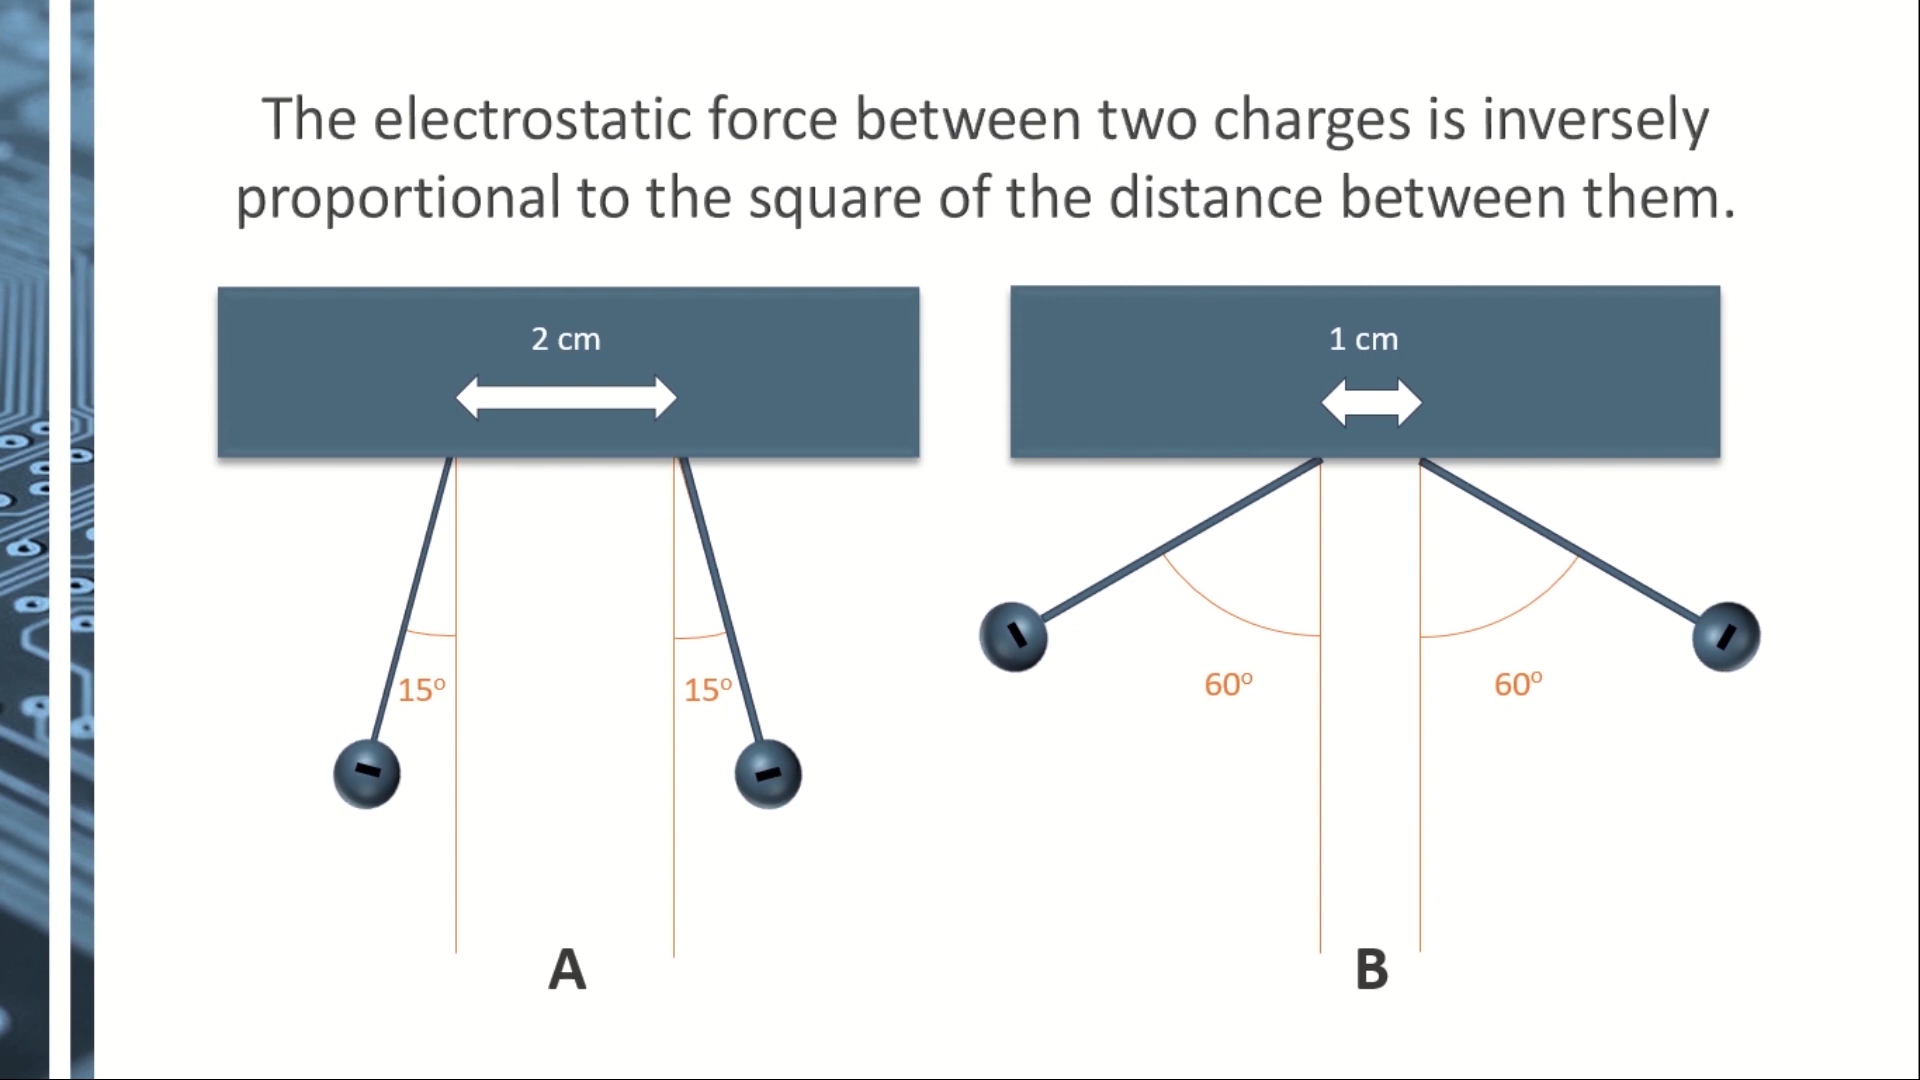 The electrostatic force between two charges is inversely
proportional to the square of the distance between them.
2 cm
1 cm
15º
15º
60º
60º
A
B